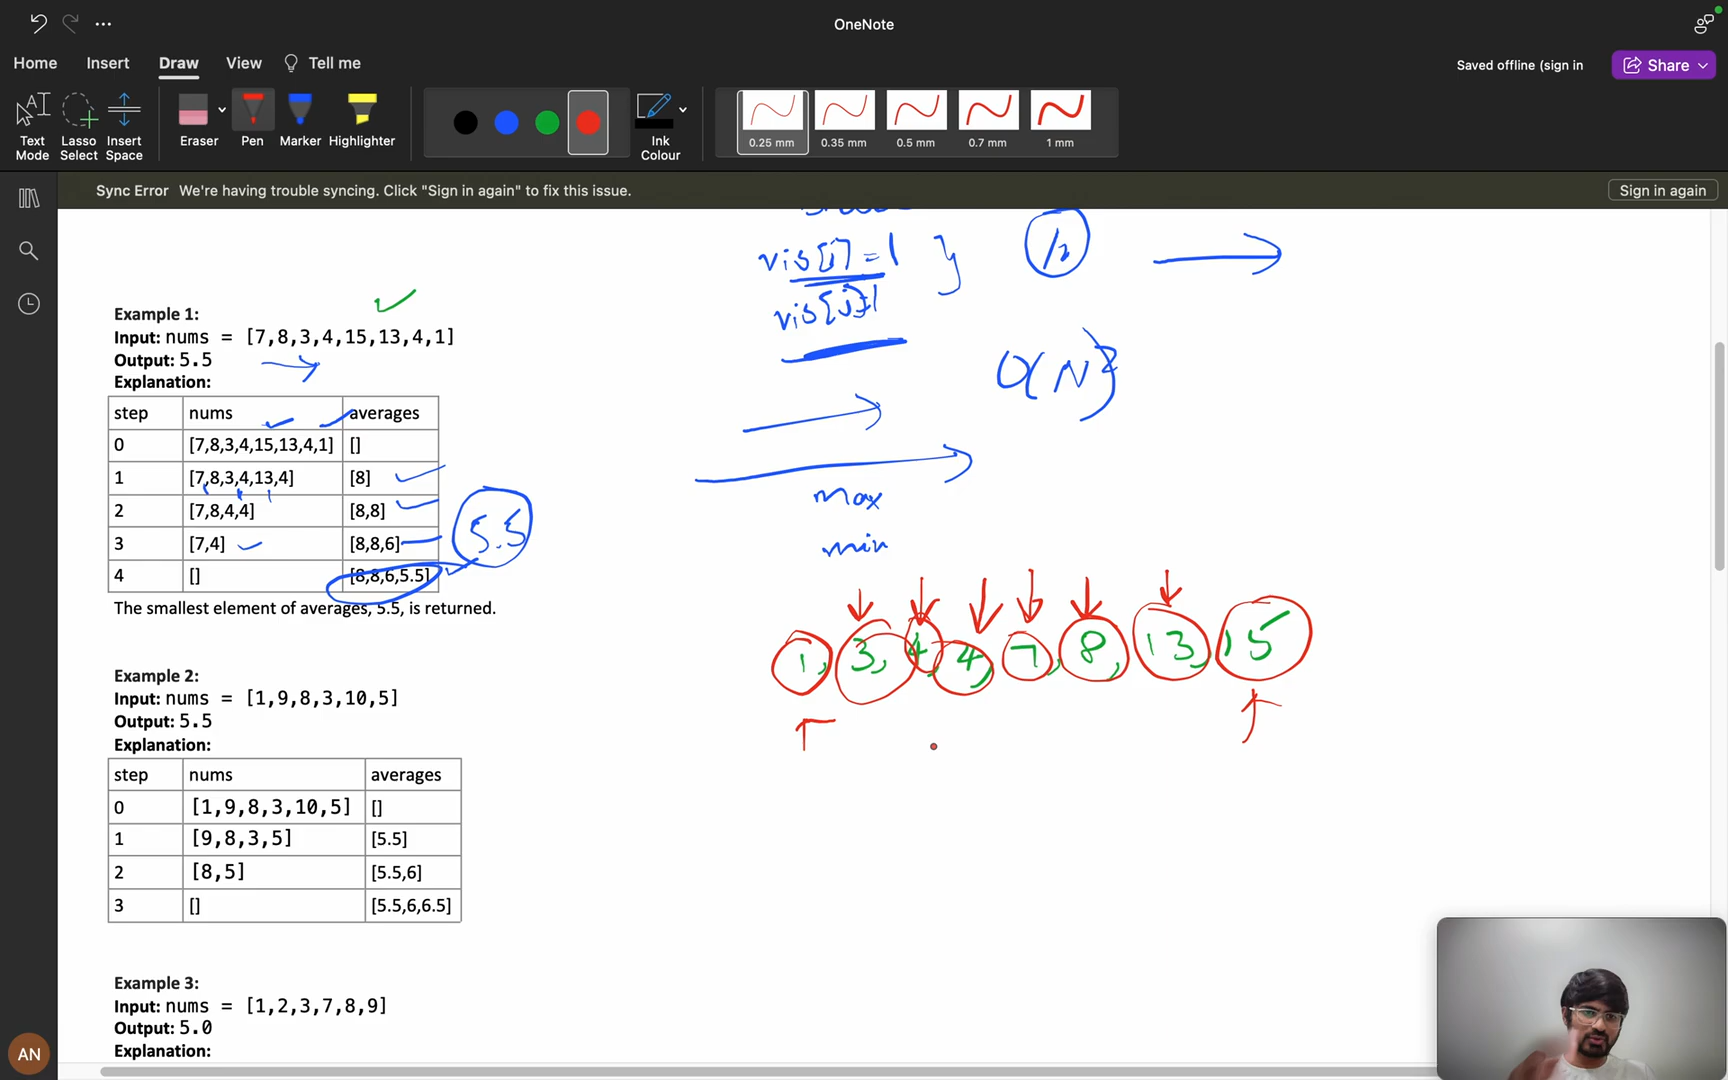 OneNote
Home Insert Draw View Tell me
Saved offline (sign in
Share
Text Mode
Lasso Select
Insert Space
Eraser
Pen
Marker
Highlighter
Ink Colour
0.25 mm
0.35 mm
0.5 mm
0.7 mm
1 mm
Sync Error We're having trouble syncing. Click "Sign in again" to fix this issue.
Sign in again
vis[i]=1 }
vis[j]=1
O(N)
max
min
1, 3, 4, 4, 7, 8, 13, 15
Example 1:
Input: nums = [7,8,3,4,15,13,4,1]
Output: 5.5
Explanation:
step nums averages
0 [7,8,3,4,15,13,4,1] []
1 [7,8,3,4,13,4] [8]
2 [7,8,4,4] [8,8]
3 [7,4] [8,8,6]
4 [] [8,8,6,5.5]
5.5
The smallest element of averages, 5.5, is returned.
Example 2:
Input: nums = [1,9,8,3,10,5]
Output: 5.5
Explanation:
step nums averages
0 [1,9,8,3,10,5] []
1 [9,8,3,5] [5.5]
2 [8,5] [5.5,6]
3 [] [5.5,6,6.5]
Example 3:
Input: nums = [1,2,3,7,8,9]
Output: 5.0
Explanation:
AN